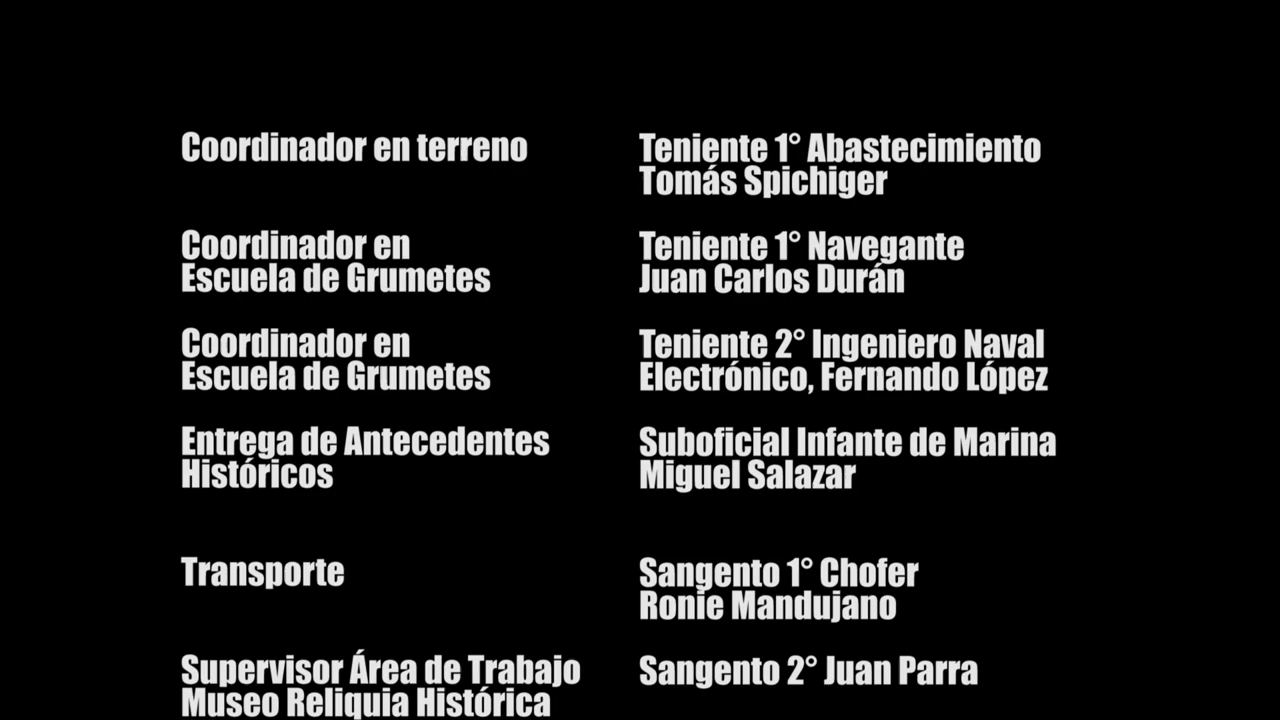 Coordinador en terreno
Teniente 1° Abastecimiento
Tomás Spichiger
Coordinador en
Escuela de Grumetes
Teniente 1° Navegante
Juan Carlos Durán
Coordinador en
Escuela de Grumetes
Teniente 2° Ingeniero Naval
Electrónico, Fernando López
Entrega de Antecedentes
Históricos
Suboficial Infante de Marina
Miguel Salazar
Transporte
Sangento 1° Chofer
Ronie Mandujano
Supervisor Área de Trabajo
Museo Reliquia Histórica
Sangento 2° Juan Parra